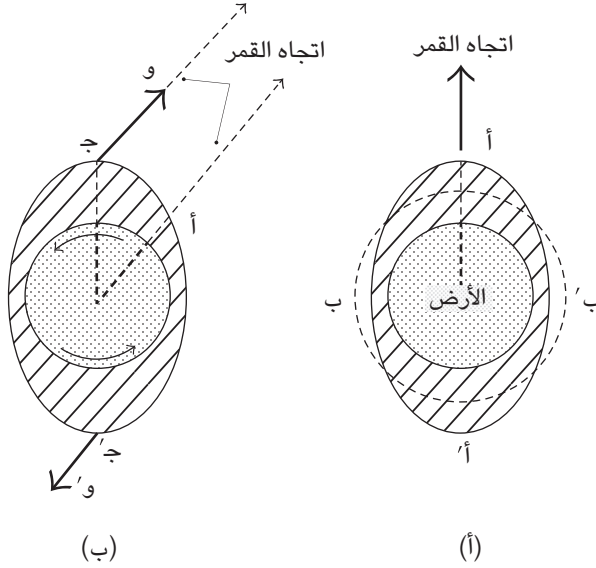 اتجاه القمر
أ
ب
ب′
الأرض
أ′
(أ)
اتجاه القمر
و
جـ
أ
جـ′
و′
(ب)